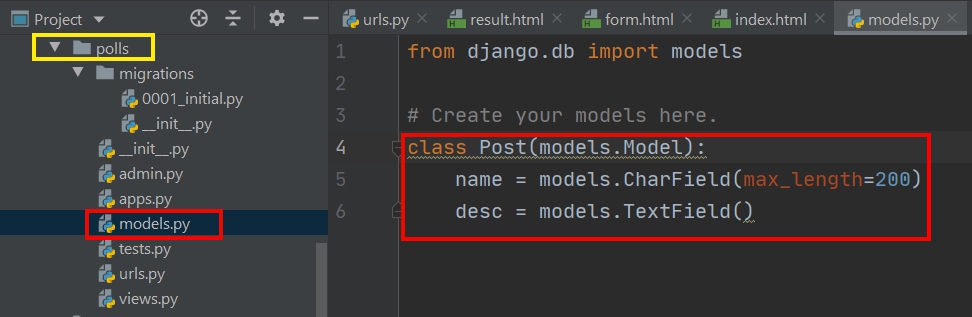 Project
polls
migrations
0001_initial.py
__init__.py
__init__.py
admin.py
apps.py
models.py
tests.py
urls.py
views.py
urls.py
result.html
form.html
index.html
models.py
1 from django.db import models
2
3 # Create your models here.
4 class Post(models.Model):
5 name = models.CharField(max_length=200)
6 desc = models.TextField()